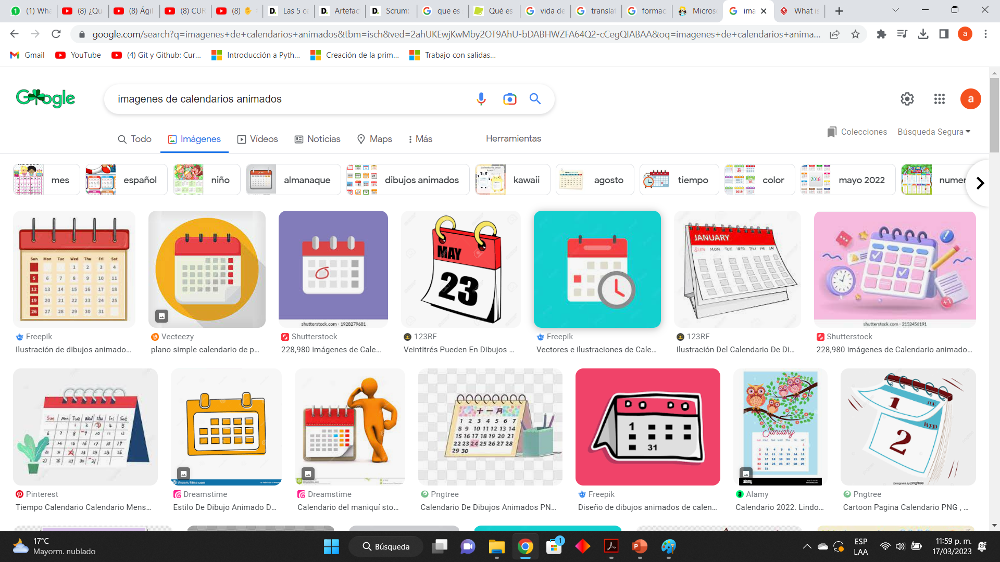 (1) Wha
(8) ¿Qu
(8) Ágil
(8) CUR
(8)
Las 5 ce
Artefac
Scrum:
que es
Qué es
vida de
translat
formac
Micros
ima
What is
google.com/search?q=imagenes+de+calendarios+animados&tbm=isch&ved=2ahUKEwjKwMby2OT9AhU-bDABHWZFA64Q2-cCegQIABAA&oq=imagenes+de+calendarios+anima...
a
Gmail
YouTube
(4) Git y Github: Cur...
Introducción a Pyth...
Creación de la prim...
Trabajo con salidas...
Google
imagenes de calendarios animados
a
Todo
Imágenes
Vídeos
Noticias
Maps
Más
Herramientas
Colecciones
Búsqueda Segura
mes
español
niño
almanaque
dibujos animados
kawaii
agosto
tiempo
color
mayo 2022
numer
Sun Mon Tue Wed Thu Fri Sat
1 2 3 4
5 6 7 8 9 10 11
12 13 14 15 16 17 18
19 20 21 22 23 24 25
26 27 28 29 30 31
shutterstock.com · 1928279681
MAY
23
JANUARY
SUN MON TUE WED THU FRI SAT
shutterstock.com · 2152456191
Freepik
Ilustración de dibujos animado...
Vecteezy
plano simple calendario de p...
Shutterstock
228,980 imágenes de Cale...
123RF
Veintitrés Pueden En Dibujos ...
Freepik
Vectores e ilustraciones de Cale...
123RF
Ilustración Del Calendario De Di...
Shutterstock
228,980 imágenes de Calendario animado...
Sun Mon Tue Wed Thu Fri Sat
dreamstime.com
十一月
1 2 3 4 5 6 7
8 9 10 11 12 13 14
15 16 17 18 19 20 21
22 23 24 25 26 27 28
29 30
1
31
January
alamy
1
TUE
WED
2
Designed by pngtree
Pinterest
Tiempo Calendario Calendario Mens...
Dreamstime
Estilo De Dibujo Animado D...
Dreamstime
Calendario del maniquí sto...
Pngtree
Calendario De Dibujos Animados PN...
Freepik
Diseño de dibujos animados de calen...
Alamy
Calendario 2022. Lindo...
Pngtree
Cartoon Pagina Calendario PNG , ...
17°C
Mayorm. nublado
Búsqueda
1
ESP
LAA
11:59 p. m.
17/03/2023